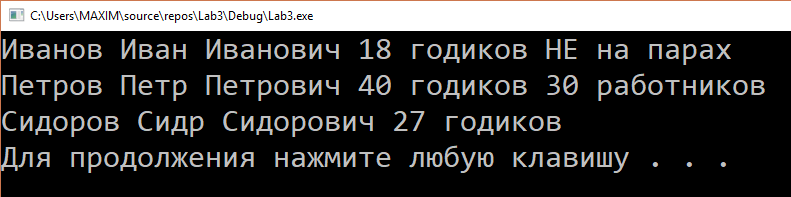 C:\Users\MAXIM\source\repos\Lab3\Debug\Lab3.exe
Иванов Иван Иванович 18 годиков НЕ на парах
Петров Петр Петрович 40 годиков 30 работников
Сидоров Сидр Сидорович 27 годиков
Для продолжения нажмите любую клавишу . . .